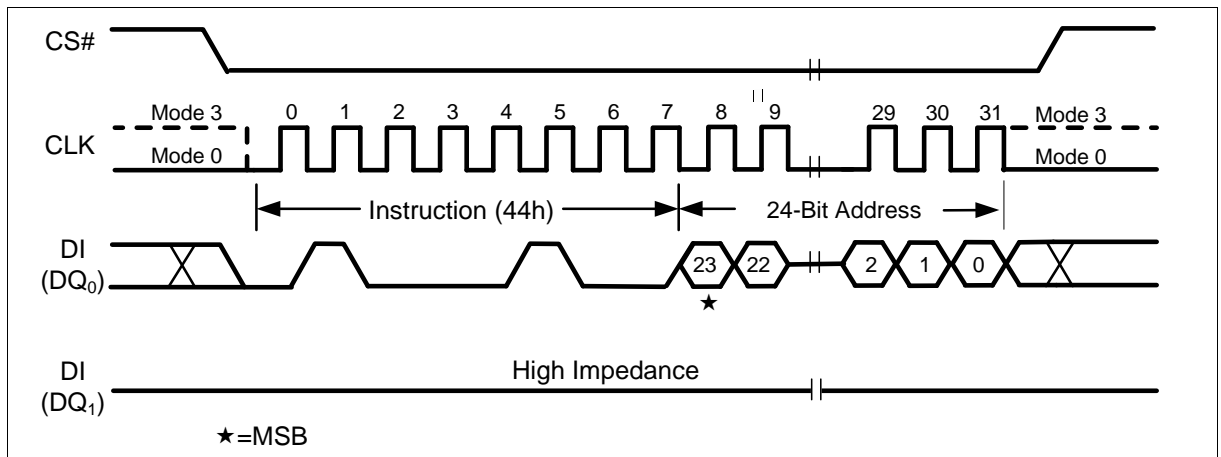 CS#
Mode 3 0 1 2 3 4 5 6 7 8 9 29 30 31 Mode 3
CLK
Mode 0 Mode 0
Instruction (44h) 24-Bit Address
DI
(DQ0) 23 22 2 1 0
★
High Impedance
DI
(DQ1)
★=MSB